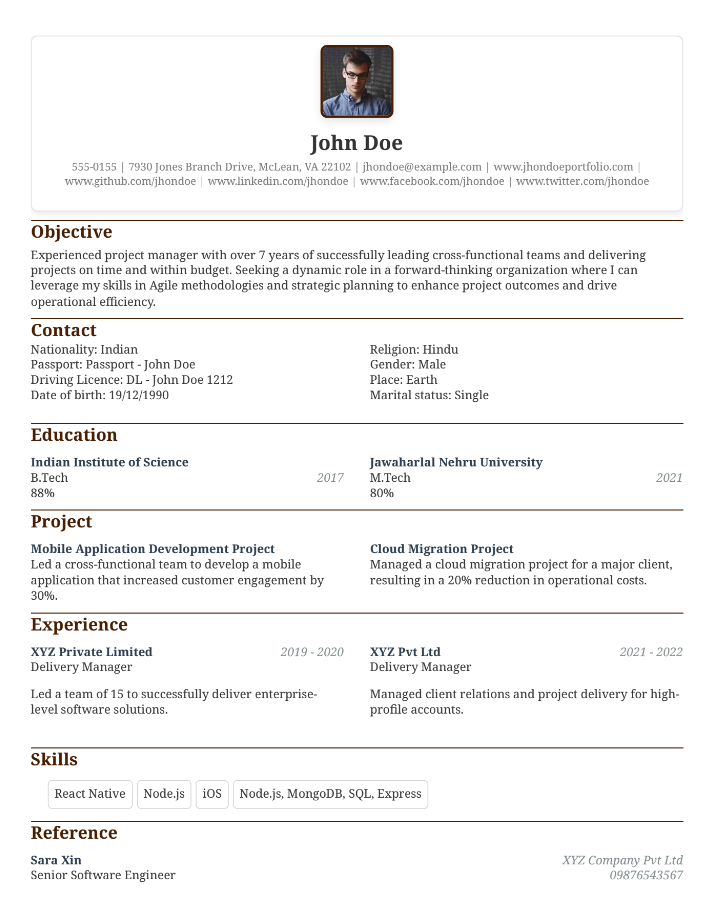 John Doe
555-0155 | 7930 Jones Branch Drive, McLean, VA 22102 | jhondoe@example.com | www.jhondoeportfolio.com |
www.github.com/jhondoe | www.linkedin.com/jhondoe | www.facebook.com/jhondoe | www.twitter.com/jhondoe
Objective
Experienced project manager with over 7 years of successfully leading cross-functional teams and delivering
projects on time and within budget. Seeking a dynamic role in a forward-thinking organization where I can
leverage my skills in Agile methodologies and strategic planning to enhance project outcomes and drive
operational efficiency.
Contact
Nationality: Indian
Passport: Passport - John Doe
Driving Licence: DL - John Doe 1212
Date of birth: 19/12/1990
Religion: Hindu
Gender: Male
Place: Earth
Marital status: Single
Education
Indian Institute of Science
B.Tech 2017
88%
Jawaharlal Nehru University
M.Tech 2021
80%
Project
Mobile Application Development Project
Led a cross-functional team to develop a mobile
application that increased customer engagement by
30%.
Cloud Migration Project
Managed a cloud migration project for a major client,
resulting in a 20% reduction in operational costs.
Experience
XYZ Private Limited 2019 - 2020
Delivery Manager
Led a team of 15 to successfully deliver enterprise-
level software solutions.
XYZ Pvt Ltd 2021 - 2022
Delivery Manager
Managed client relations and project delivery for high-
profile accounts.
Skills
React Native Node.js iOS Node.js, MongoDB, SQL, Express
Reference
Sara Xin XYZ Company Pvt Ltd
Senior Software Engineer 09876543567